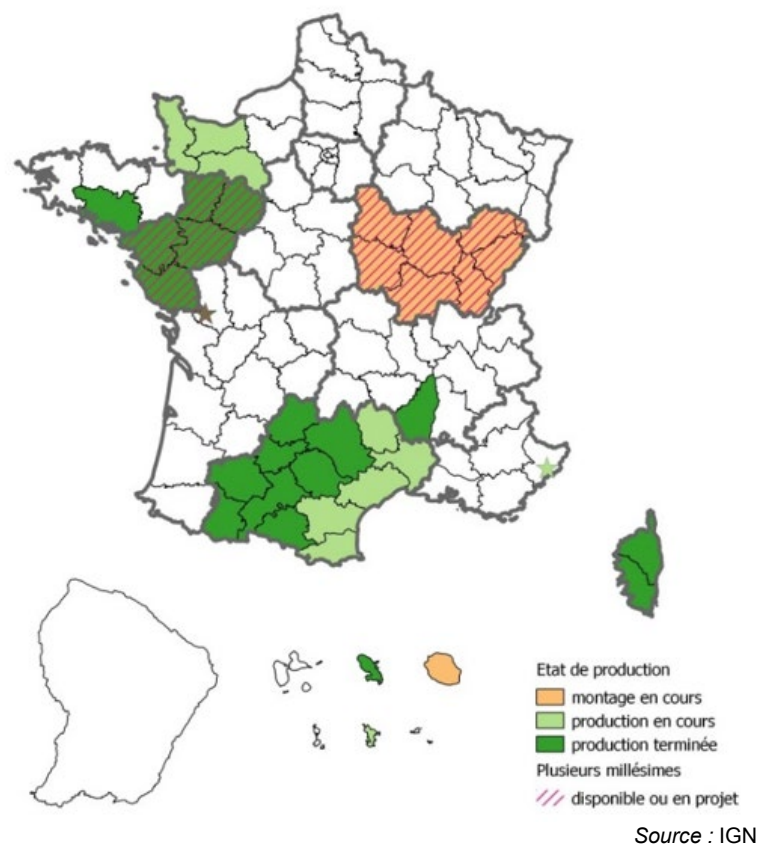 Etat de production
montage en cours
production en cours
production terminée
Plusieurs millésimes
disponible ou en projet
Source : IGN